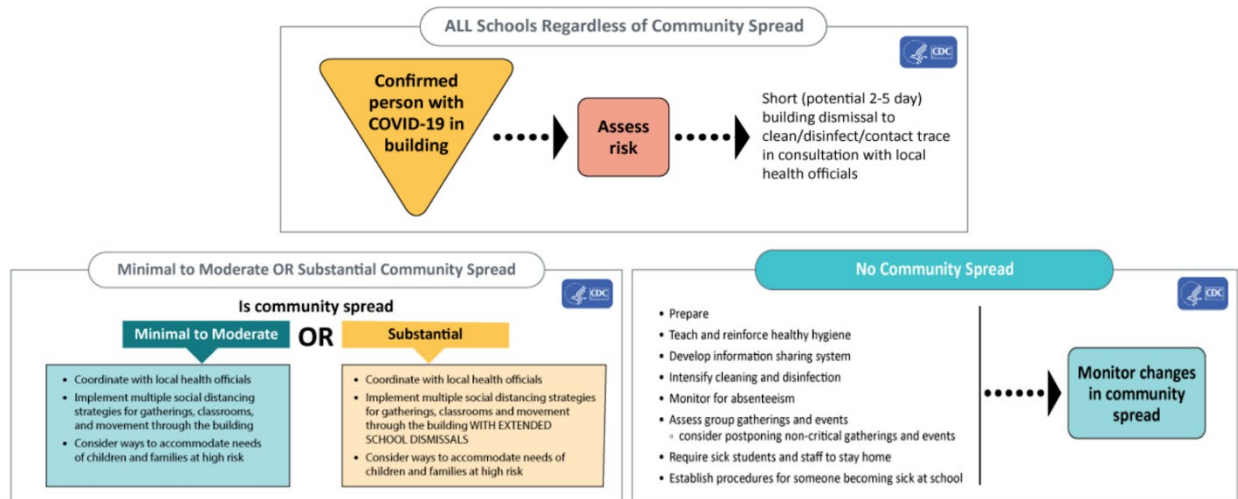 ALL Schools Regardless of Community Spread
CDC
Confirmed
person with
COVID-19 in
building
Assess
risk
Short (potential 2-5 day)
building dismissal to
clean/disinfect/contact trace
in consultation with local
health officials
Minimal to Moderate OR Substantial Community Spread
CDC
Is community spread
Minimal to Moderate
OR
Substantial
• Coordinate with local health officials
• Implement multiple social distancing
strategies for gatherings, classrooms,
and movement through the building
• Consider ways to accommodate needs
of children and families at high risk
• Coordinate with local health officials
• Implement multiple social distancing strategies
for gatherings, classrooms and movement
through the building WITH EXTENDED
SCHOOL DISMISSALS
• Consider ways to accommodate needs of
children and families at high risk
No Community Spread
CDC
• Prepare
• Teach and reinforce healthy hygiene
• Develop information sharing system
• Intensify cleaning and disinfection
• Monitor for absenteeism
• Assess group gatherings and events
▫ consider postponing non-critical gatherings and events
• Require sick students and staff to stay home
• Establish procedures for someone becoming sick at school
Monitor changes
in community
spread